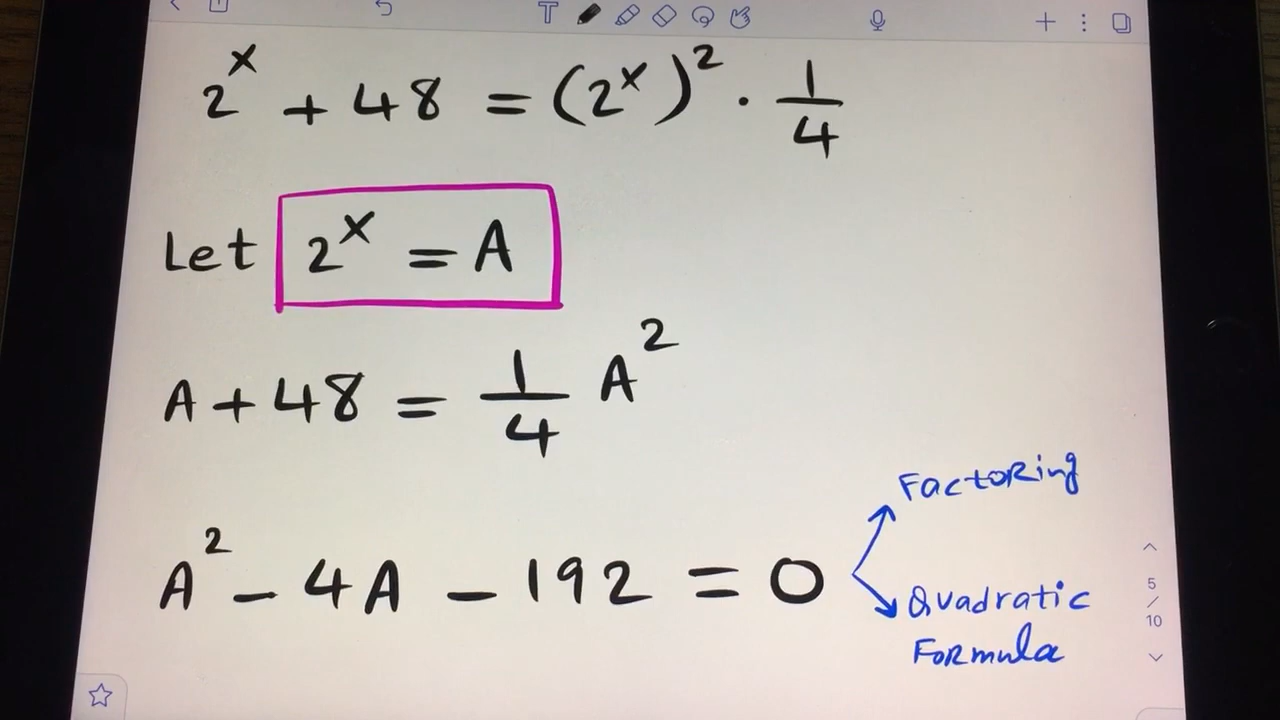 2^x + 48 = (2^x)^2 · 1/4
Let 2^x = A
A + 48 = 1/4 A^2
Factoring
A^2 - 4A - 192 = 0
Quadratic
Formula
5
/
10